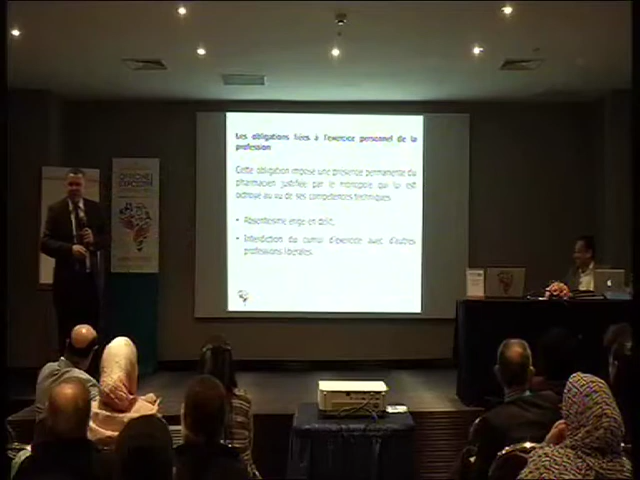 Les obligations liées à l'exercice personnel de la
profession
Cette obligation impose une présence permanente du
pharmacien justifiée par le monopole qui lui est
octroyé au vu de ses compétences techniques.
• Absentéisme érigé en délit.
• Interdiction du cumul d'exercice avec d'autres
professions libérales.
OFFICINE
EXPO